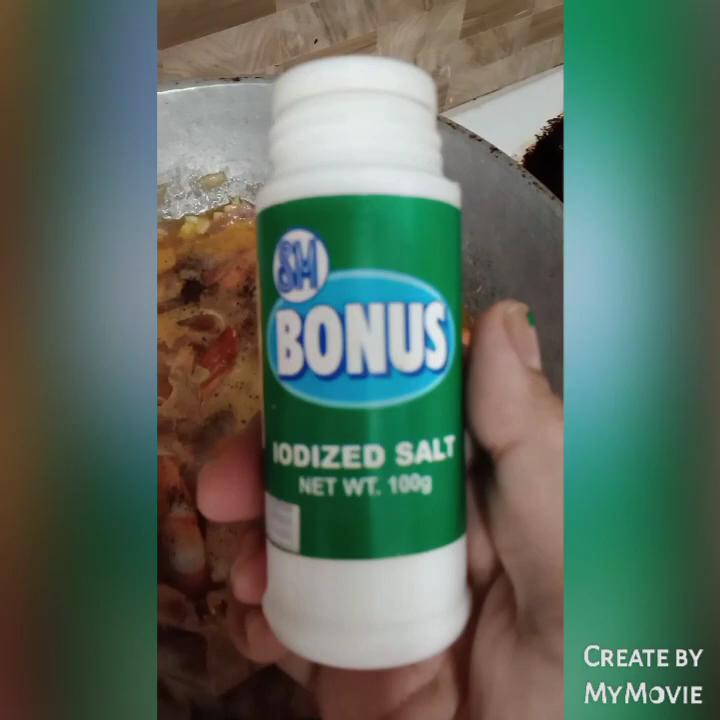 SM
BONUS
IODIZED SALT
NET WT. 100g
CREATE BY
MYMOVIE